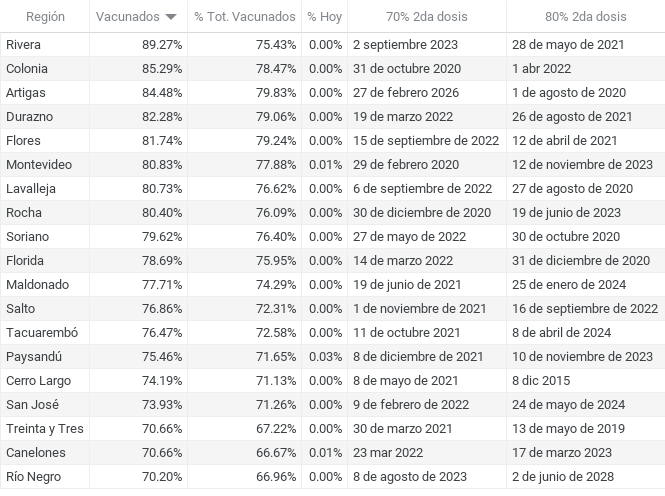 Región Vacunados % Tot. Vacunados % Hoy 70% 2da dosis 80% 2da dosis
Rivera 89.27% 75.43% 0.00% 2 septiembre 2023 28 de mayo de 2021
Colonia 85.29% 78.47% 0.00% 31 de octubre 2020 1 abr 2022
Artigas 84.48% 79.83% 0.00% 27 de febrero 2026 1 de agosto de 2020
Durazno 82.28% 79.06% 0.00% 19 de marzo 2022 26 de agosto de 2021
Flores 81.74% 79.24% 0.00% 15 de septiembre de 2022 12 de abril de 2021
Montevideo 80.83% 77.88% 0.01% 29 de febrero 2020 12 de noviembre de 2023
Lavalleja 80.73% 76.62% 0.00% 6 de septiembre de 2022 27 de agosto de 2020
Rocha 80.40% 76.09% 0.00% 30 de diciembre de 2020 19 de junio de 2023
Soriano 79.62% 76.40% 0.00% 27 de mayo de 2022 30 de octubre de 2020
Florida 78.69% 75.95% 0.00% 14 de marzo de 2022 31 de diciembre de 2020
Maldonado 77.71% 74.29% 0.00% 19 de junio de 2021 25 de enero de 2024
Salto 76.86% 72.31% 0.00% 1 de noviembre de 2021 16 de septiembre de 2022
Tacuarembó 76.47% 72.58% 0.00% 11 de octubre de 2021 8 de abril de 2024
Paysandú 75.46% 71.65% 0.03% 8 de diciembre de 2021 10 de noviembre de 2023
Cerro Largo 74.19% 71.13% 0.00% 8 de mayo de 2021 8 dic 2015
San José 73.93% 71.26% 0.00% 9 de febrero de 2022 24 de mayo de 2024
Treinta y Tres 70.66% 67.22% 0.00% 30 de marzo de 2021 13 de mayo de 2019
Canelones 70.66% 66.67% 0.01% 23 mar 2022 17 de marzo de 2023
Río Negro 70.20% 66.96% 0.00% 8 de agosto de 2023 2 de junio de 2028